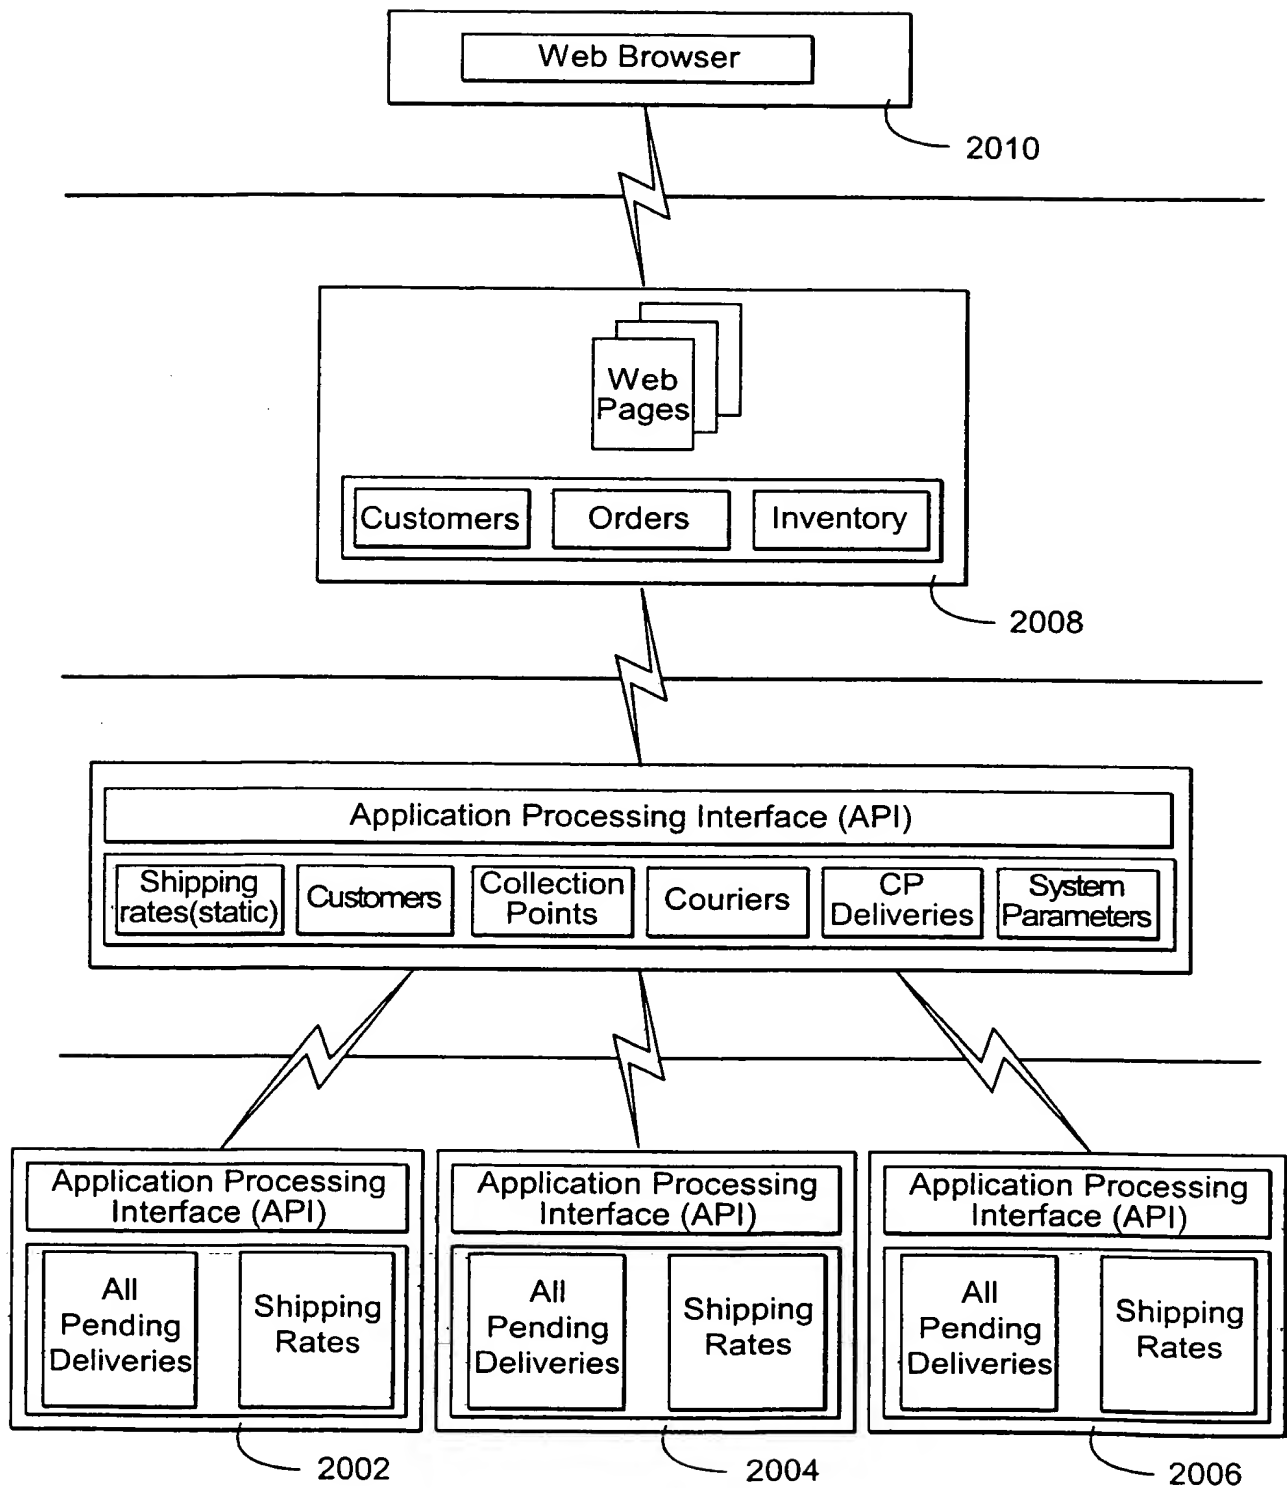 Web Browser
2010
Web
Pages
Customers
Orders
Inventory
2008
Application Processing Interface (API)
Shipping
rates(static)
Customers
Collection
Points
Couriers
CP
Deliveries
System
Parameters
Application Processing
Interface (API)
All
Pending
Deliveries
Shipping
Rates
2002
Application Processing
Interface (API)
All
Pending
Deliveries
Shipping
Rates
2004
Application Processing
Interface (API)
All
Pending
Deliveries
Shipping
Rates
2006